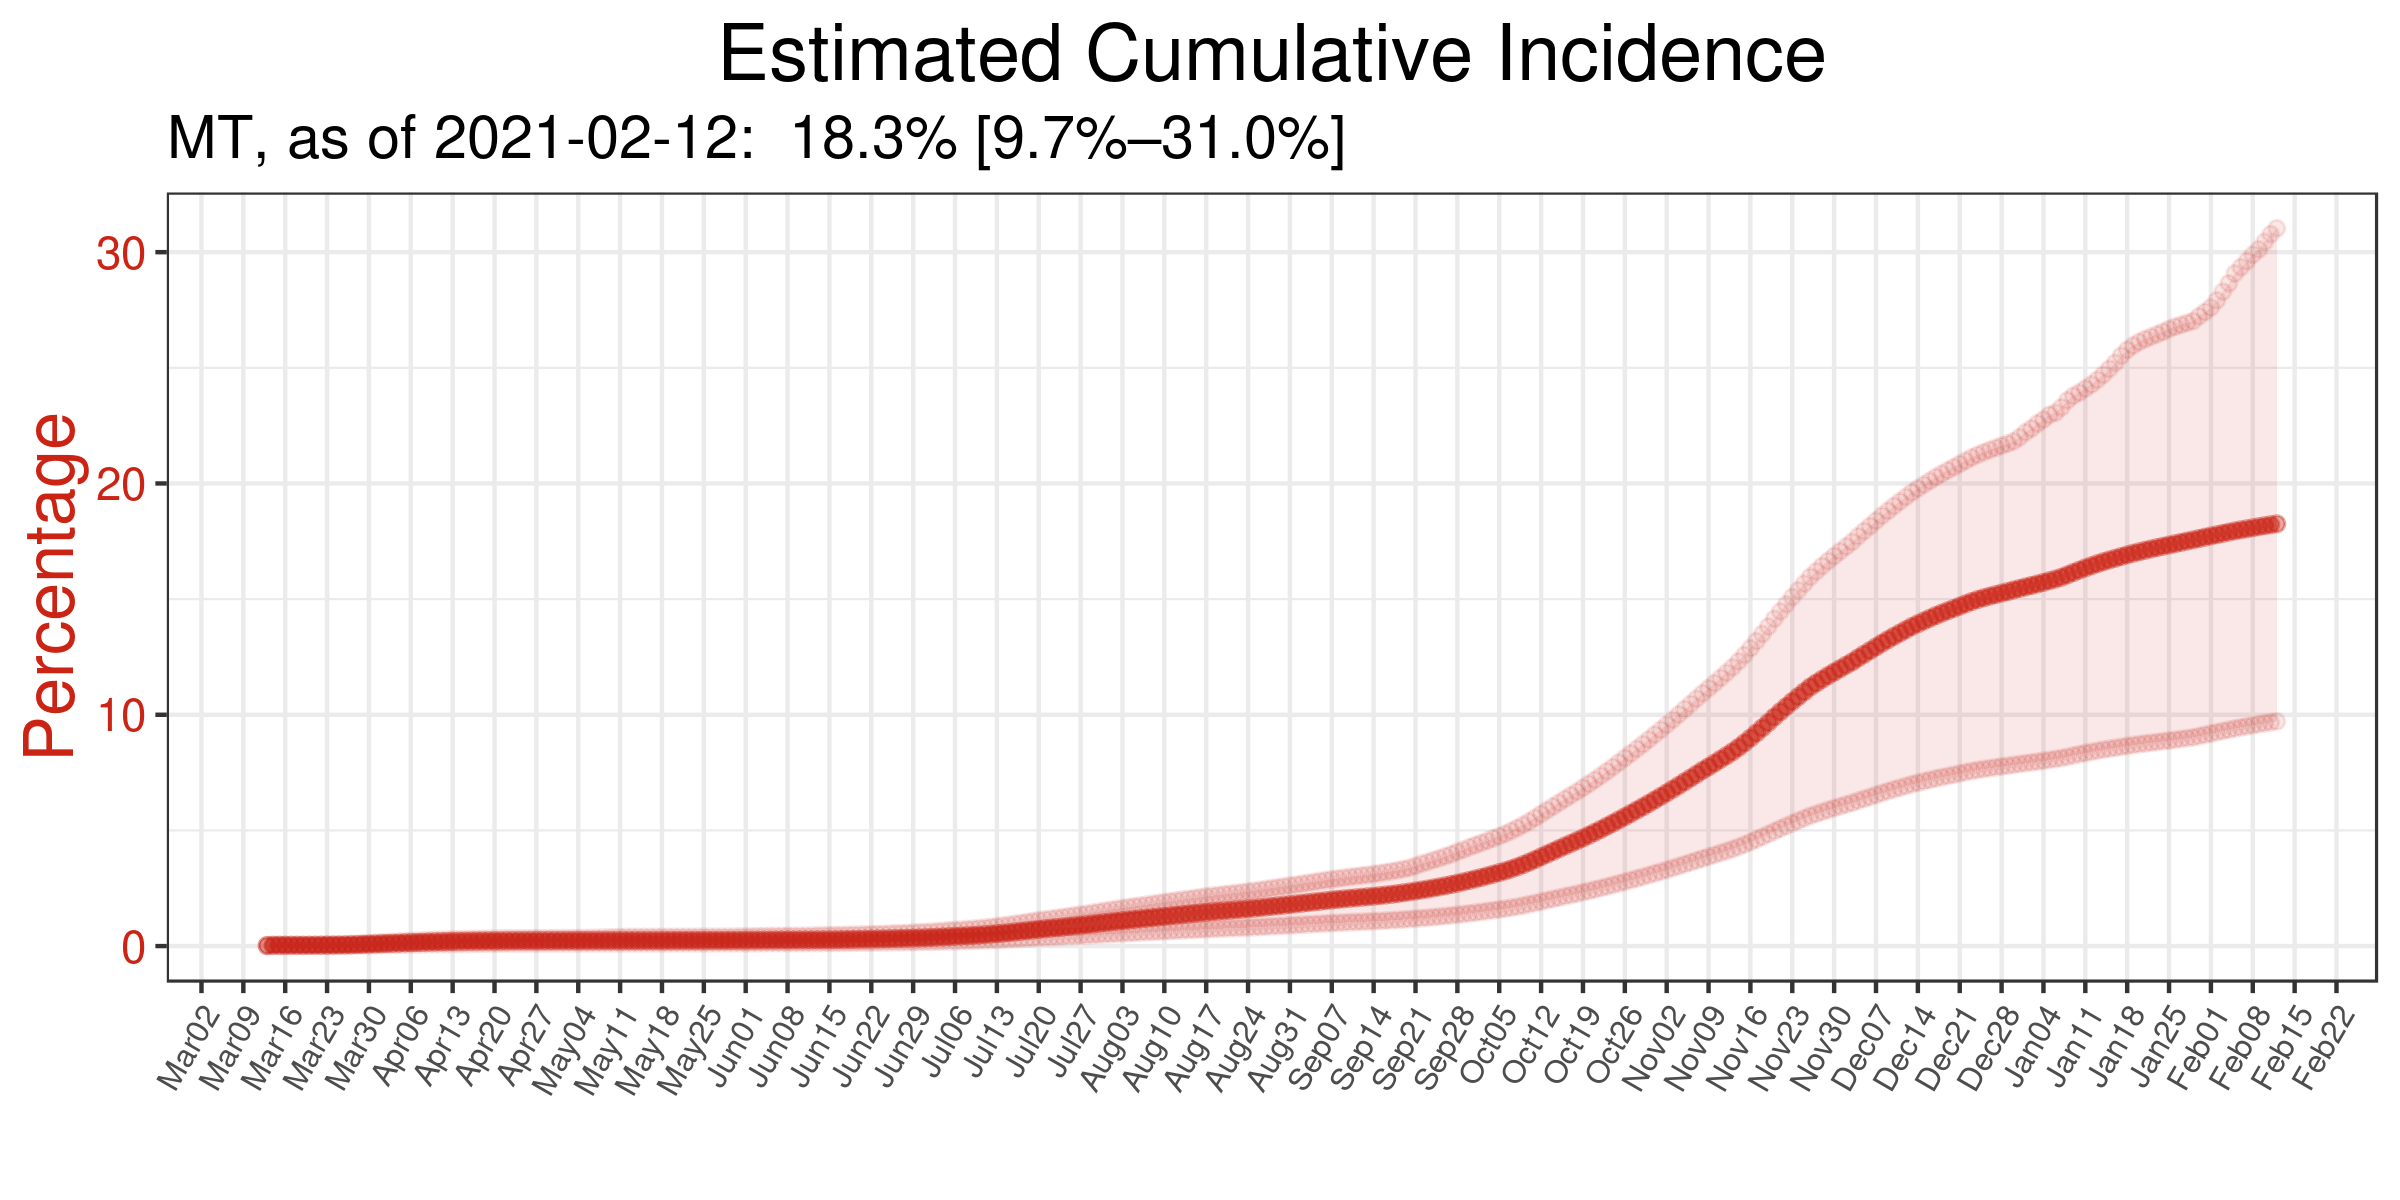 Estimated Cumulative Incidence
MT, as of 2021-02-12:  18.3% [9.7%–31.0%]
Percentage
30
20
10
0
Mar02 Mar09 Mar16 Mar23 Mar30 Apr06 Apr13 Apr20 Apr27 May04 May11 May18 May25 Jun01 Jun08 Jun15 Jun22 Jun29 Jul06 Jul13 Jul20 Jul27 Aug03 Aug10 Aug17 Aug24 Aug31 Sep07 Sep14 Sep21 Sep28 Oct05 Oct12 Oct19 Oct26 Nov02 Nov09 Nov16 Nov23 Nov30 Dec07 Dec14 Dec21 Dec28 Jan04 Jan11 Jan18 Jan25 Feb01 Feb08 Feb15 Feb22